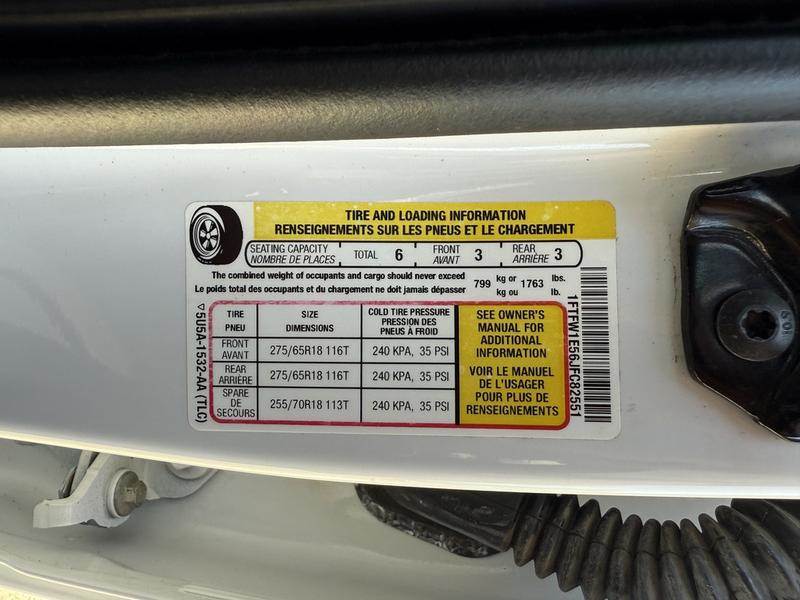 TIRE AND LOADING INFORMATION
RENSEIGNEMENTS SUR LES PNEUS ET LE CHARGEMENT
SEATING CAPACITY
NOMBRE DE PLACES
TOTAL 6
FRONT
AVANT 3
REAR
ARRIÈRE 3
The combined weight of occupants and cargo should never exceed
Le poids total des occupants et du chargement ne doit jamais dépasser
799 kg or 1763 lbs.
kg ou lb.
TIRE
PNEU
SIZE
DIMENSIONS
COLD TIRE PRESSURE
PRESSION DES
PNEUS À FROID
FRONT
AVANT
275/65R18 116T
240 KPA, 35 PSI
REAR
ARRIÈRE
275/65R18 116T
240 KPA, 35 PSI
SPARE
DE
SECOURS
255/70R18 113T
240 KPA, 35 PSI
SEE OWNER'S
MANUAL FOR
ADDITIONAL
INFORMATION
VOIR LE MANUEL
DE L'USAGER
POUR PLUS DE
RENSEIGNEMENTS
5U5A-1532-AA (TLC)
1FTFW1E56JFC82551